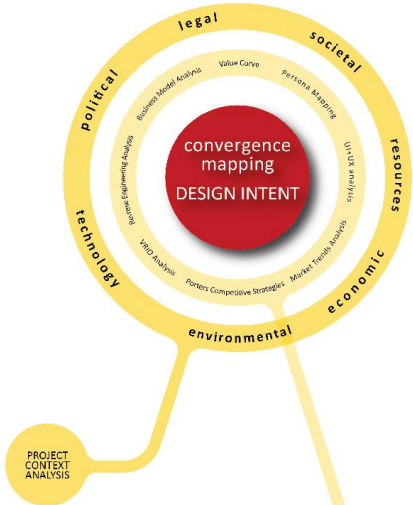 legal
societal
resources
economic
environmental
technology
political
Value Curve
Persona Mapping
UI+UX analysis
Market Trends Analysis
Porters Competitive Strategies
VRIO Analysis
Reverse Engineering Analysis
Business Model Analysis
convergence
mapping
DESIGN INTENT
PROJECT
CONTEXT
ANALYSIS